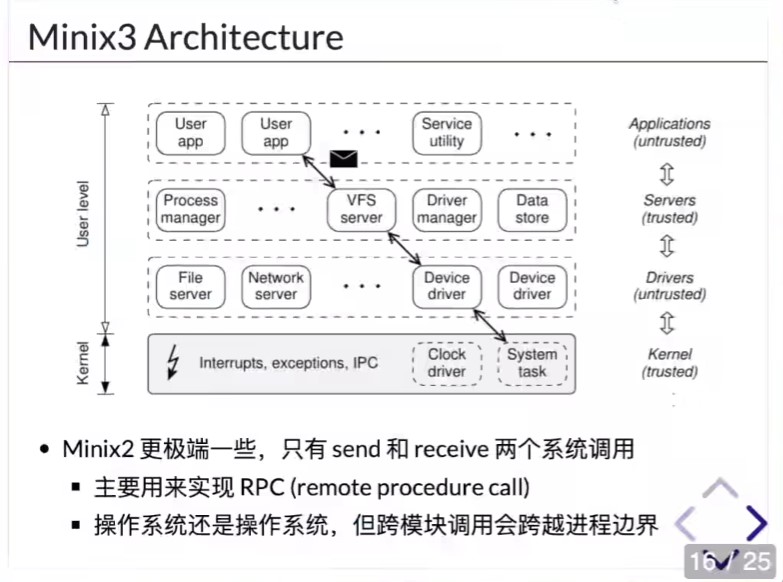 Minix3 Architecture
User app
User app
Service utility
Applications (untrusted)
Process manager
VFS server
Driver manager
Data store
Servers (trusted)
User level
File server
Network server
Device driver
Device driver
Drivers (untrusted)
Kernel
Interrupts, exceptions, IPC
Clock driver
System task
Kernel (trusted)
Minix2 更极端一些，只有 send 和 receive 两个系统调用
主要用来实现 RPC (remote procedure call)
操作系统还是操作系统，但跨模块调用会跨越进程边界
16 / 25